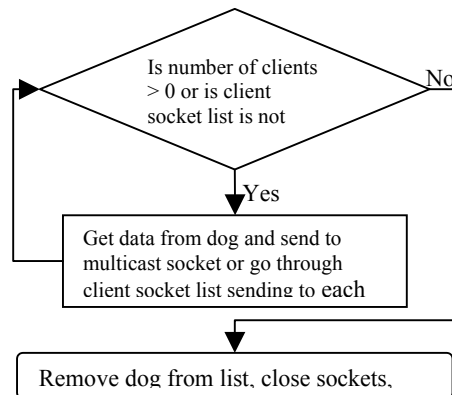 Is number of clients
> 0 or is client
socket list is not
No
Yes
Get data from dog and send to
multicast socket or go through
client socket list sending to each
Remove dog from list, close sockets,